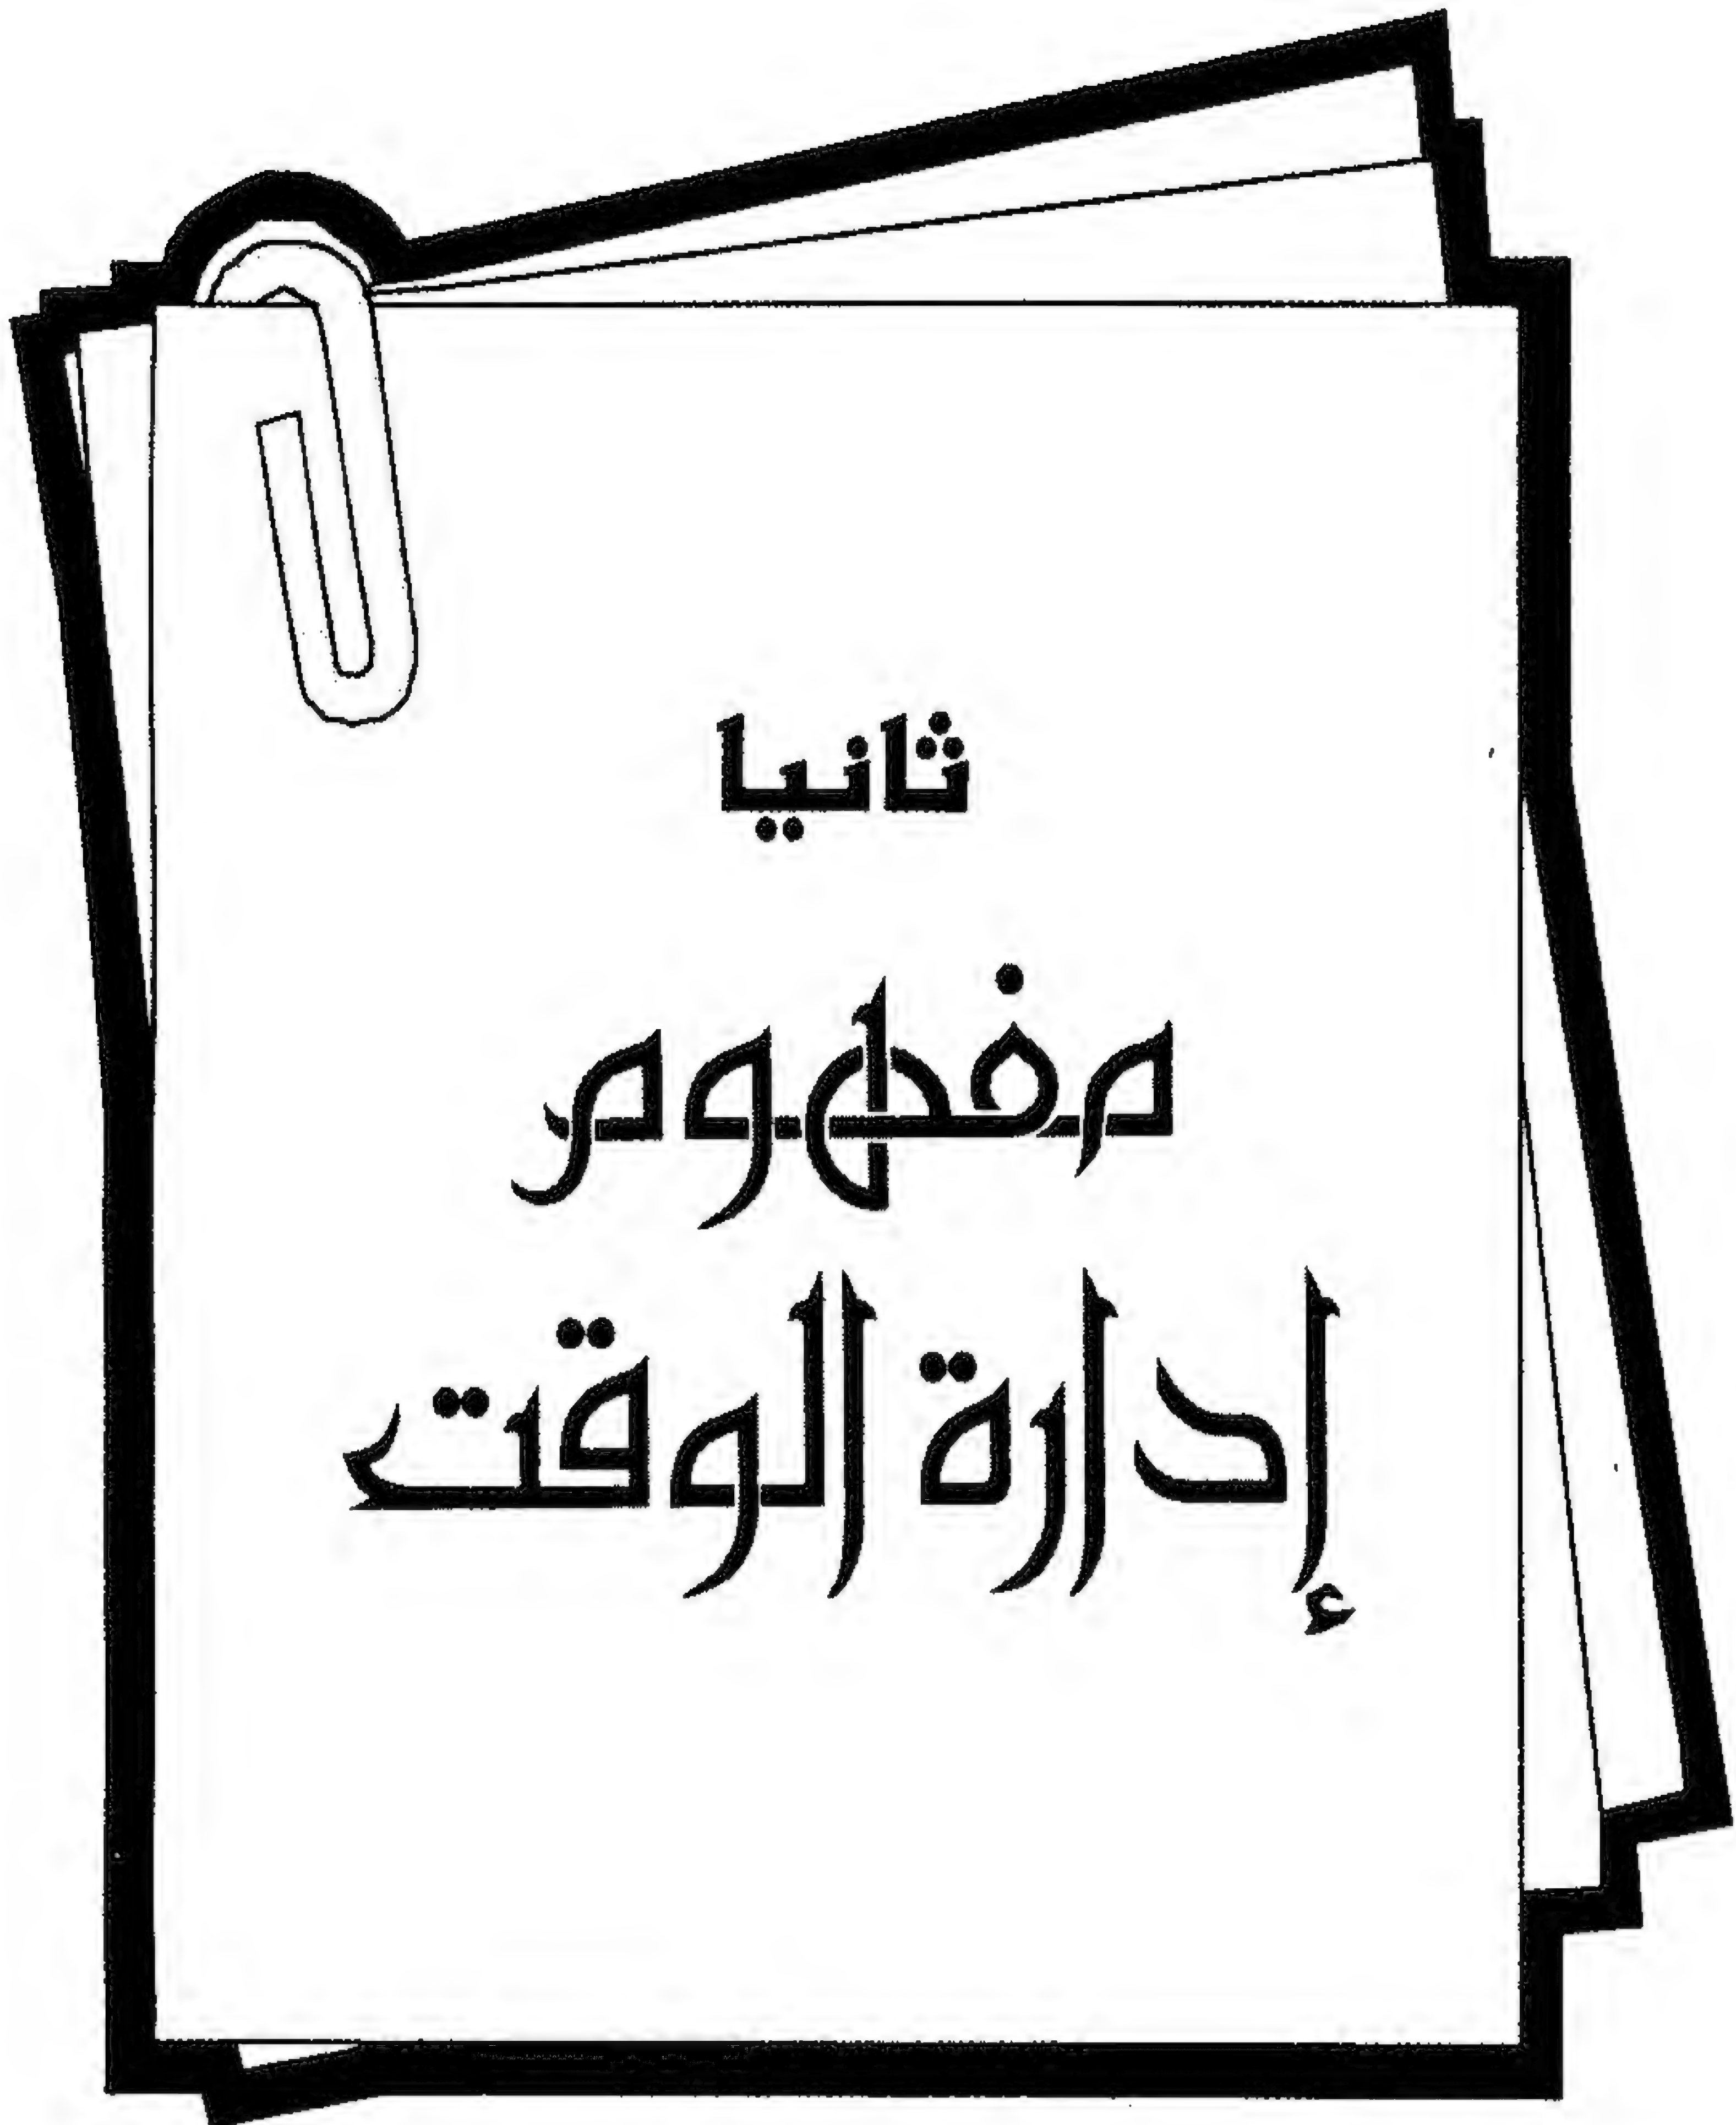 ثانيا
مفهوم
إدارة الوقت